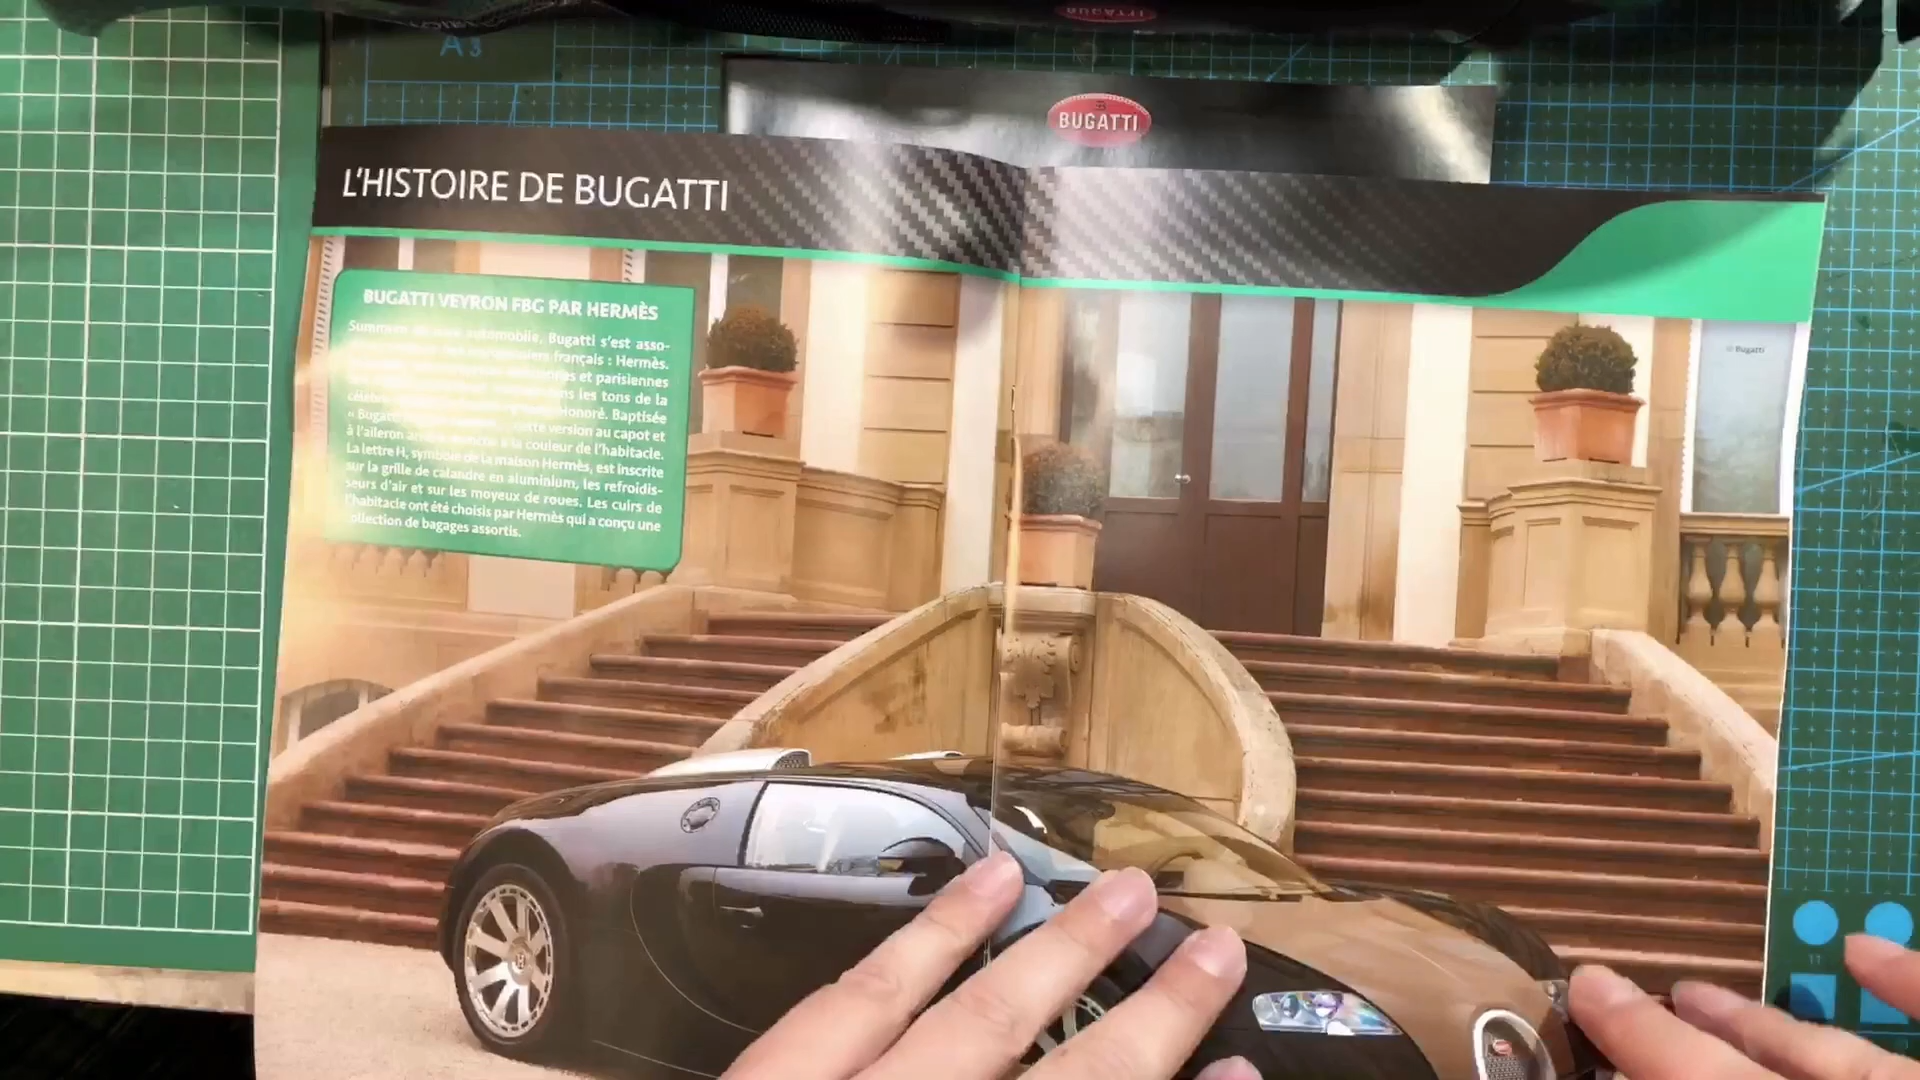 A3
BUGATTI
BUGATTI
L'HISTOIRE DE BUGATTI
BUGATTI VEYRON FBG PAR HERMÈS
automobile, Bugatti s'est asso-
français : Hermès.
et parisiennes
les tons de la
Honoré. Baptisée
« Bugatti cette version au capot et
à l'aileron la couleur de l'habitacle.
La lettre H, symbole de la maison Hermès, est inscrite
sur la grille de calandre en aluminium, les refroidis-
seurs d'air et sur les moyeux de roues. Les cuirs de
l'habitacle ont été choisis par Hermès qui a conçu une
collection de bagages assortis.
Bugatti
11